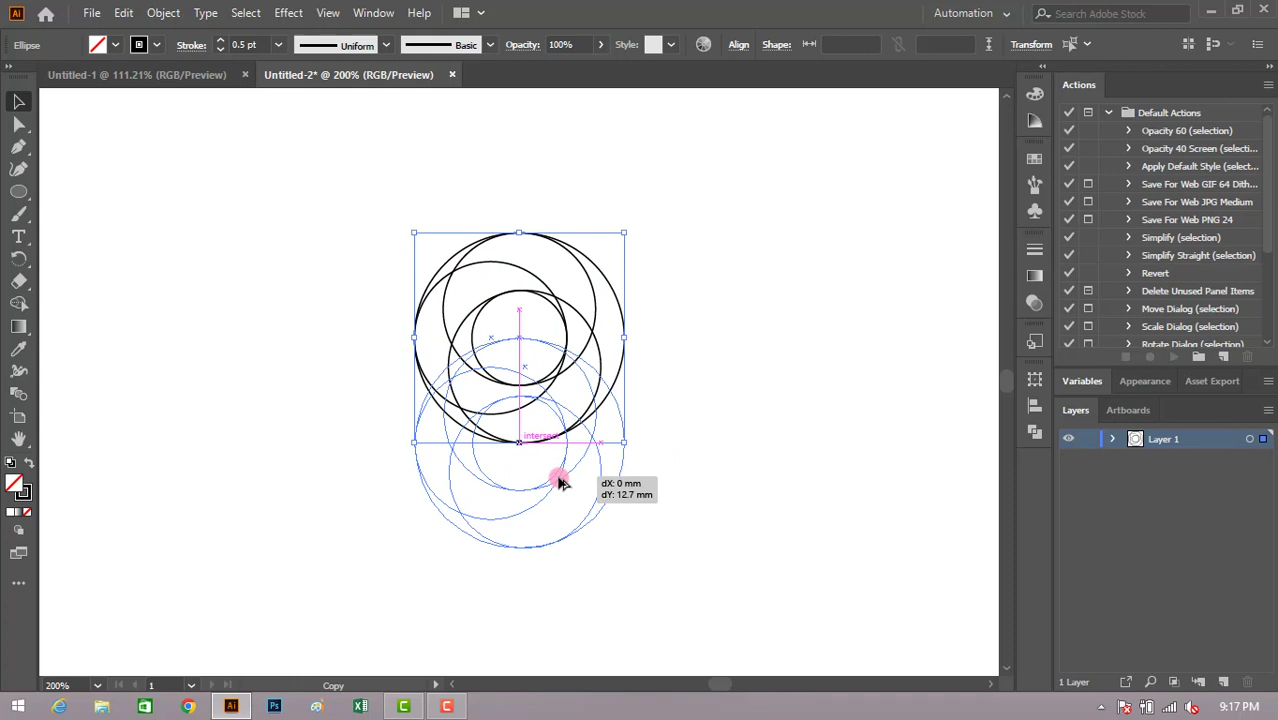 Ai File Edit Object Type Select Effect View Window Help Automation Search Adobe Stock
Ellipse Stroke: 0.5 pt Uniform Basic Opacity: 100% Style: Align Shape: Transform
Untitled-1 @ 111.21% (RGB/Preview) × Untitled-2* @ 200% (RGB/Preview) ×
Actions
Default Actions
Opacity 60 (selection)
Opacity 40 Screen (selecti...
Apply Default Style (select...
Save For Web GIF 64 Dith...
Save For Web JPG Medium
Save For Web PNG 24
Simplify (selection)
Simplify Straight (selection)
Revert
Delete Unused Panel Items
Move Dialog (selection)
Scale Dialog (selection)
Rotate Dialog (selection)
Variables Appearance Asset Export
Layers Artboards
Layer 1
intersect
dX: 0 mm
dY: 12.7 mm
1 Layer
200% 1 Copy
Ai Ps C C 9:17 PM